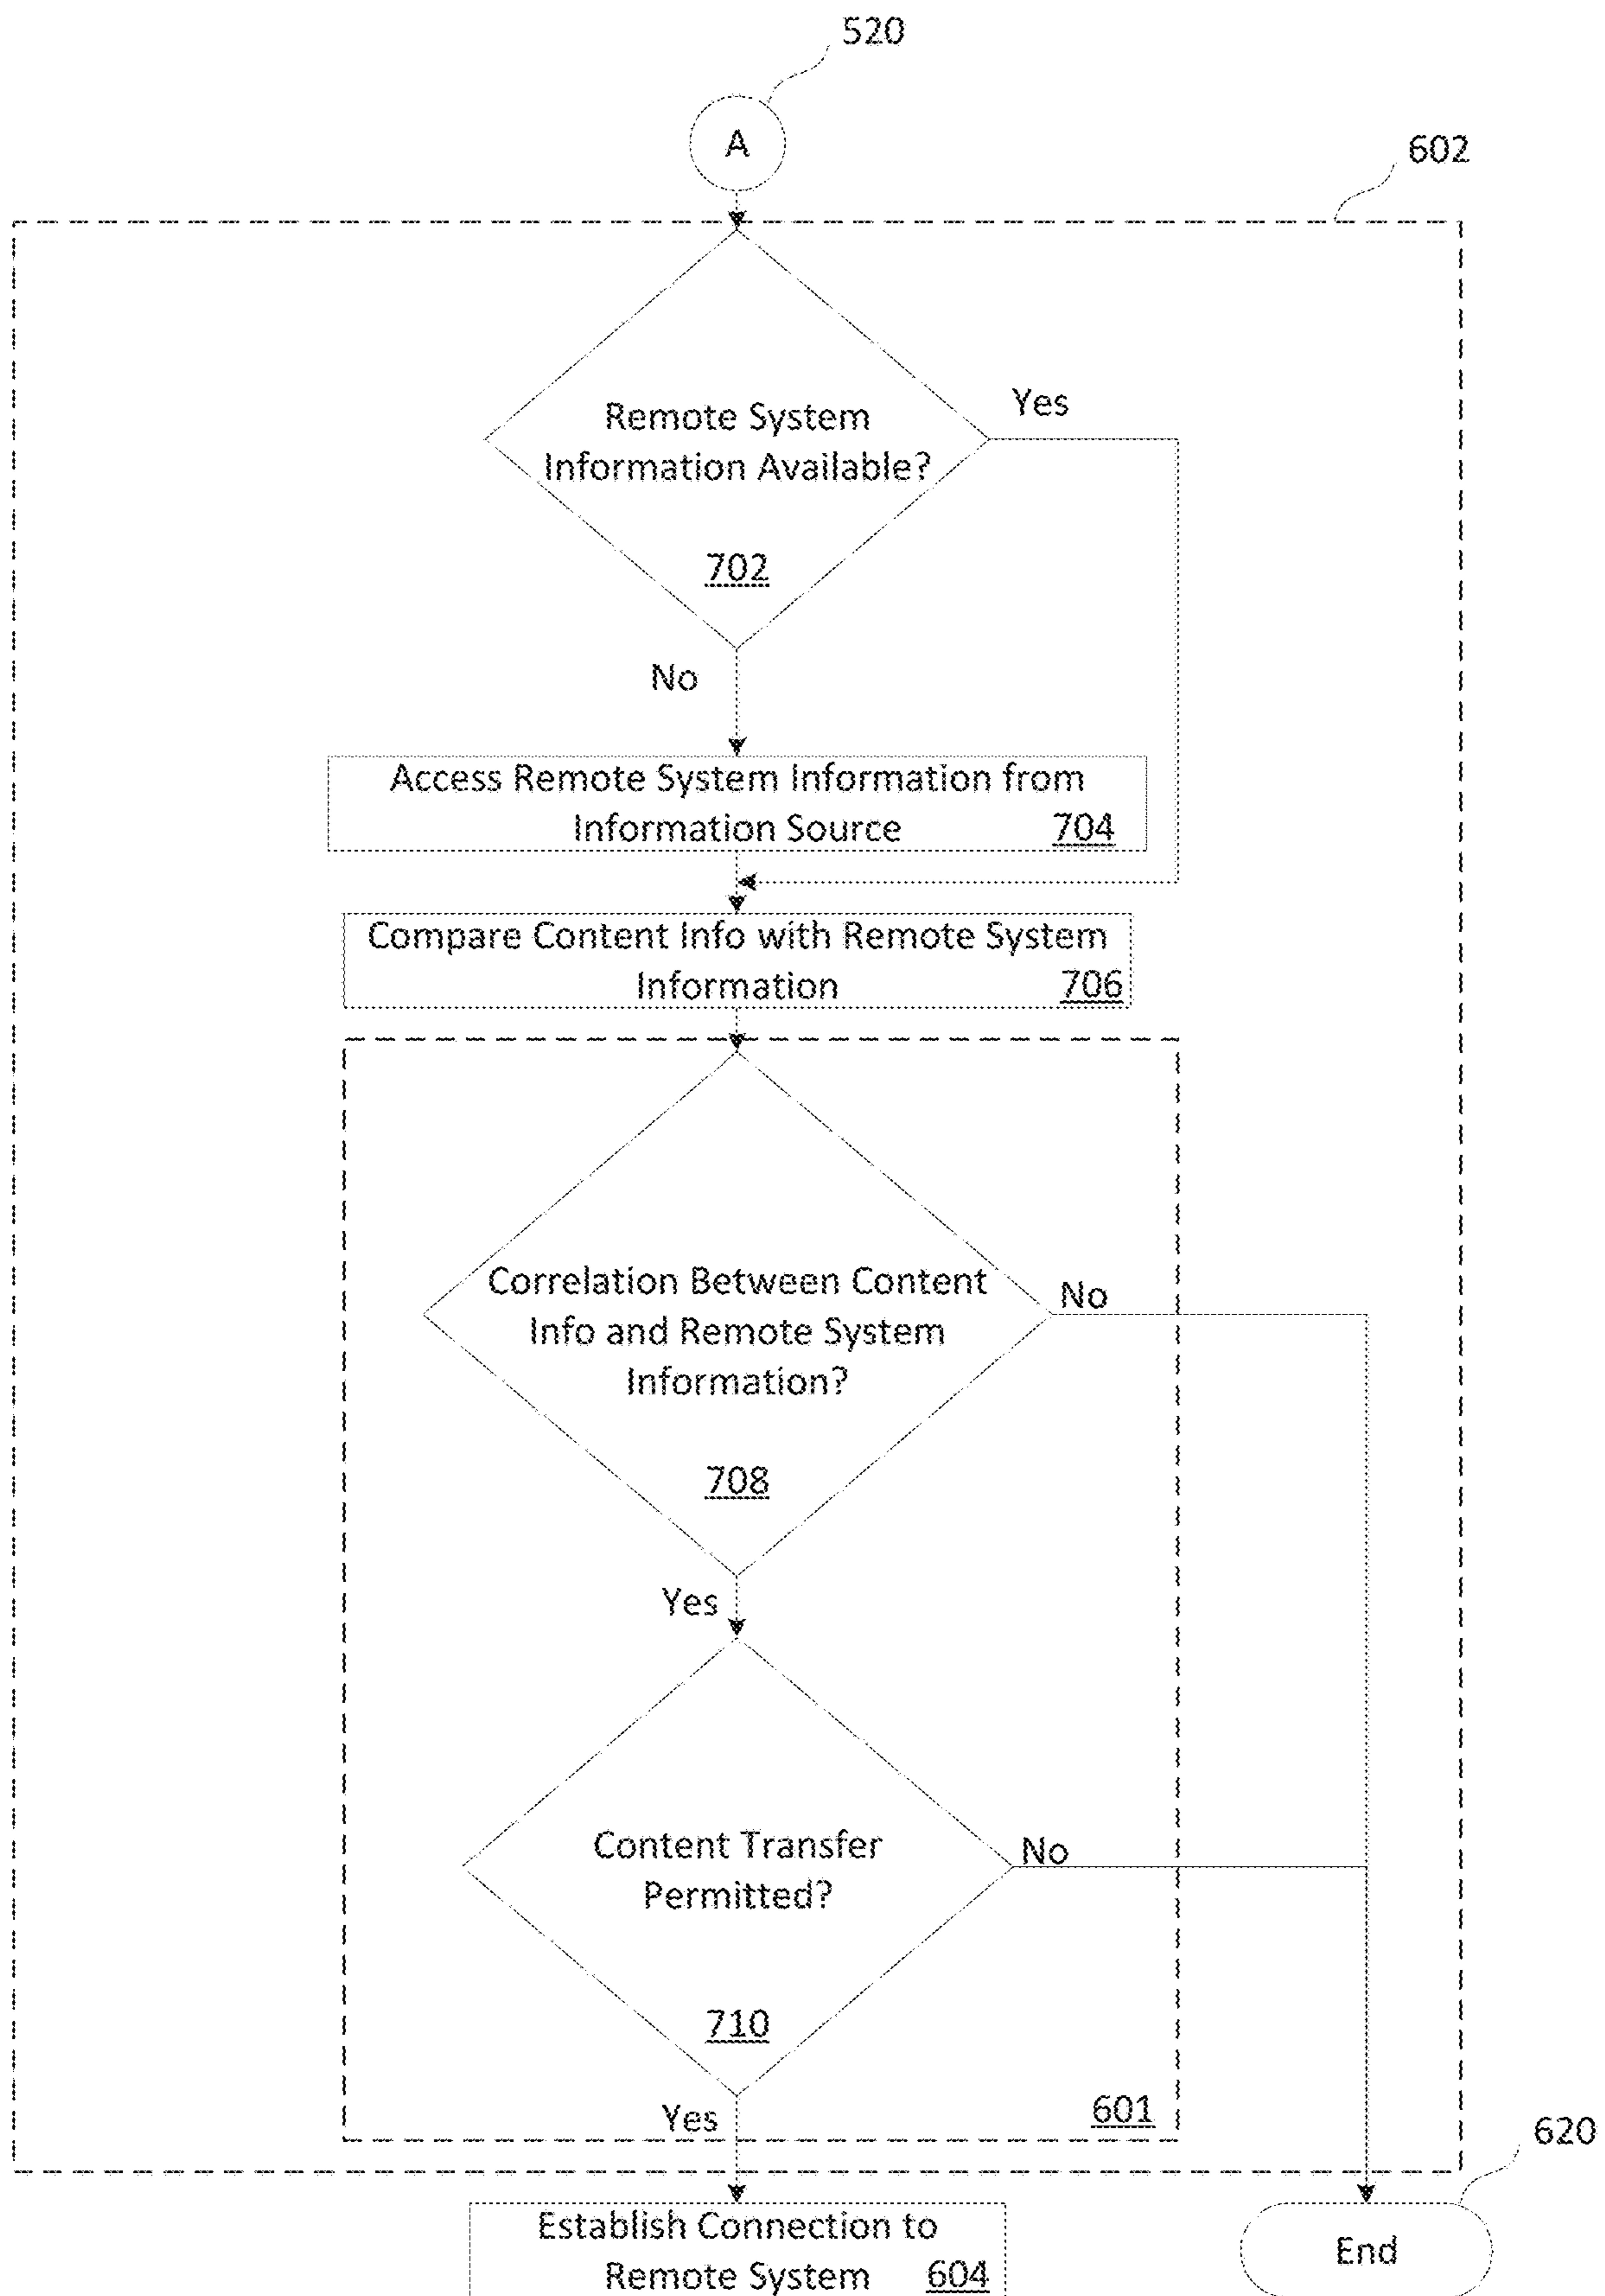 520
A
602
Yes
Remote System
Information Available?
702
No
Access Remote System Information from
Information Source 704
Compare Content Info with Remote System
Information 706
Correlation Between Content
Info and Remote System
Information?
No
708
Yes
Content Transfer
Permitted?
No
710
Yes
601
620
Establish Connection to
Remote System 604
End